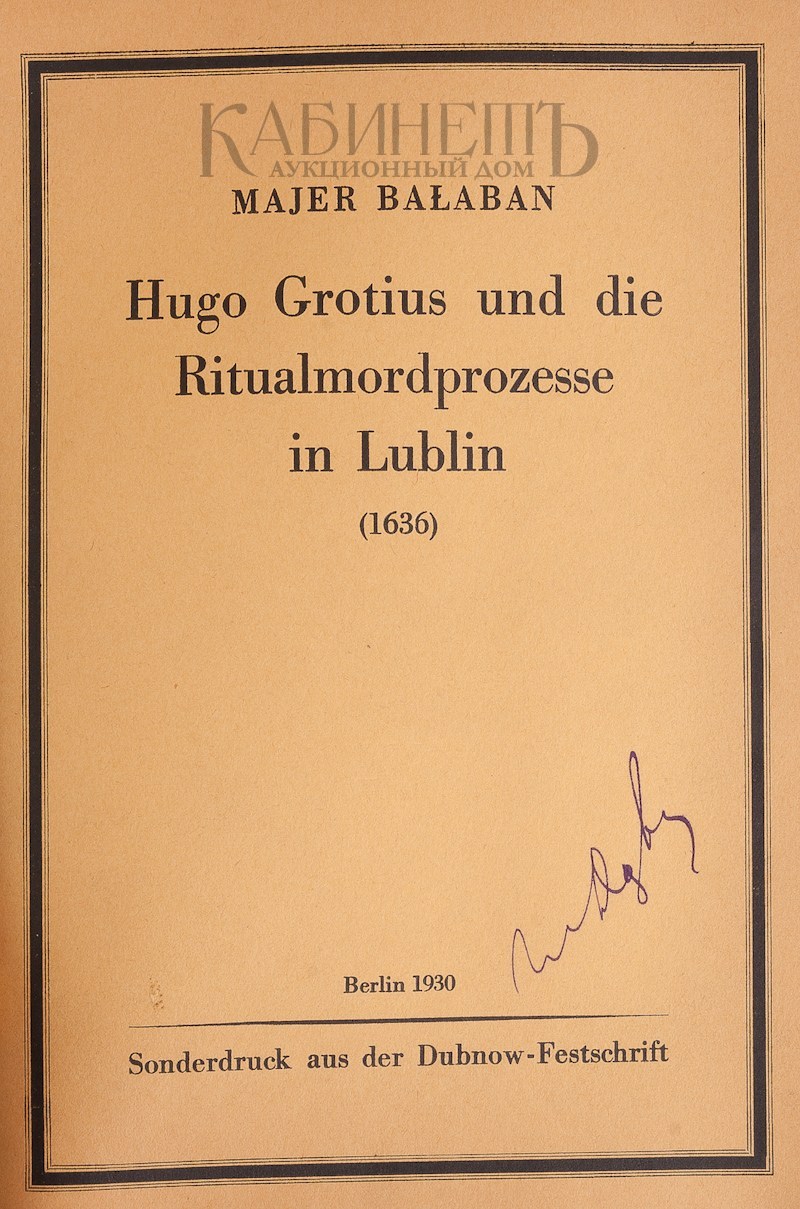 КАБИНЕТЪ
АУКЦИОННЫЙ ДОМ
MAJER BAŁABAN
Hugo Grotius und die
Ritualmordprozesse
in Lublin
(1636)
Berlin 1930
Sonderdruck aus der Dubnow-Festschrift